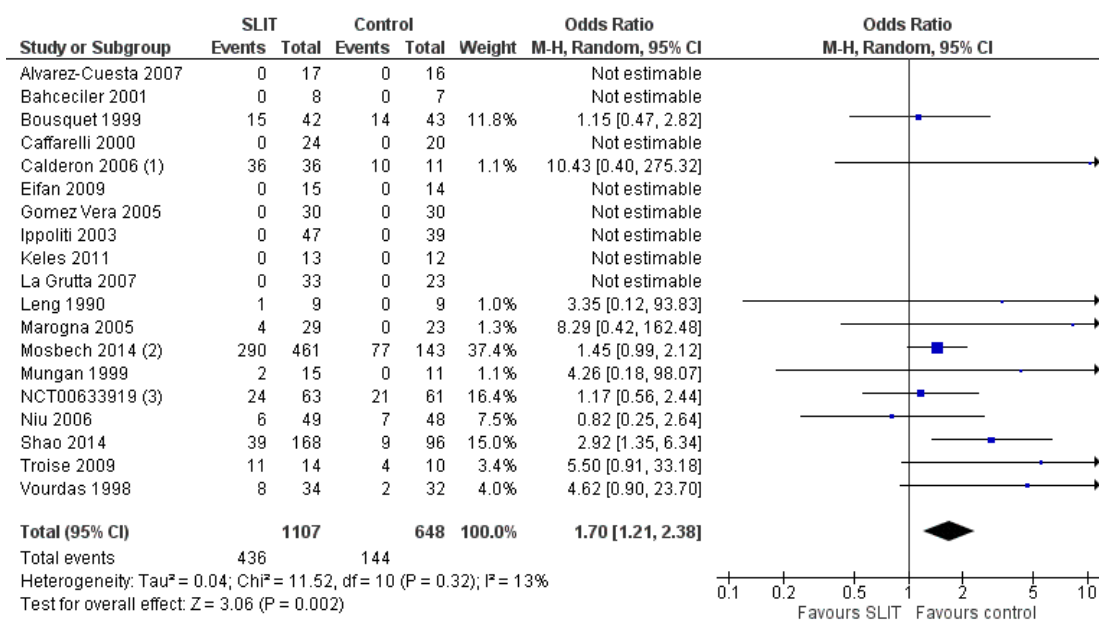 SLIT Control Odds Ratio Odds Ratio
Study or Subgroup Events Total Events Total Weight M-H, Random, 95% CI M-H, Random, 95% CI
Alvarez-Cuesta 2007 0 17 0 16 Not estimable
Bahceciler 2001 0 8 0 7 Not estimable
Bousquet 1999 15 42 14 43 11.8% 1.15 [0.47, 2.82]
Caffarelli 2000 0 24 0 20 Not estimable
Calderon 2006 (1) 36 36 10 11 1.1% 10.43 [0.40, 275.32]
Eifan 2009 0 15 0 14 Not estimable
Gomez Vera 2005 0 30 0 30 Not estimable
Ippoliti 2003 0 47 0 39 Not estimable
Keles 2011 0 13 0 12 Not estimable
La Grutta 2007 0 33 0 23 Not estimable
Leng 1990 1 9 0 9 1.0% 3.35 [0.12, 93.83]
Marogna 2005 4 29 0 23 1.3% 8.29 [0.42, 162.48]
Mosbech 2014 (2) 290 461 77 143 37.4% 1.45 [0.99, 2.12]
Mungan 1999 2 15 0 11 1.1% 4.26 [0.18, 98.07]
NCT00633919 (3) 24 63 21 61 16.4% 1.17 [0.56, 2.44]
Niu 2006 6 49 7 48 7.5% 0.82 [0.25, 2.64]
Shao 2014 39 168 9 96 15.0% 2.92 [1.35, 6.34]
Troise 2009 11 14 4 10 3.4% 5.50 [0.91, 33.18]
Vourdas 1998 8 34 2 32 4.0% 4.62 [0.90, 23.70]
Total (95% CI) 1107 648 100.0% 1.70 [1.21, 2.38]
Total events 436 144
Heterogeneity: Tau² = 0.04; Chi² = 11.52, df = 10 (P = 0.32); I² = 13%
Test for overall effect: Z = 3.06 (P = 0.002)
0.1 0.2 0.5 1 2 5 10
Favours SLIT Favours control